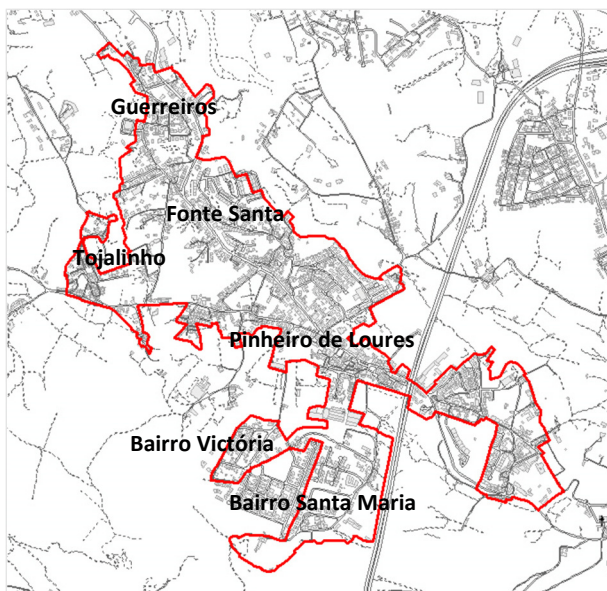 Guerreiros
Fonte Santa
Tojalinho
Pinheiro de Loures
Bairro Victória
Bairro Santa Maria